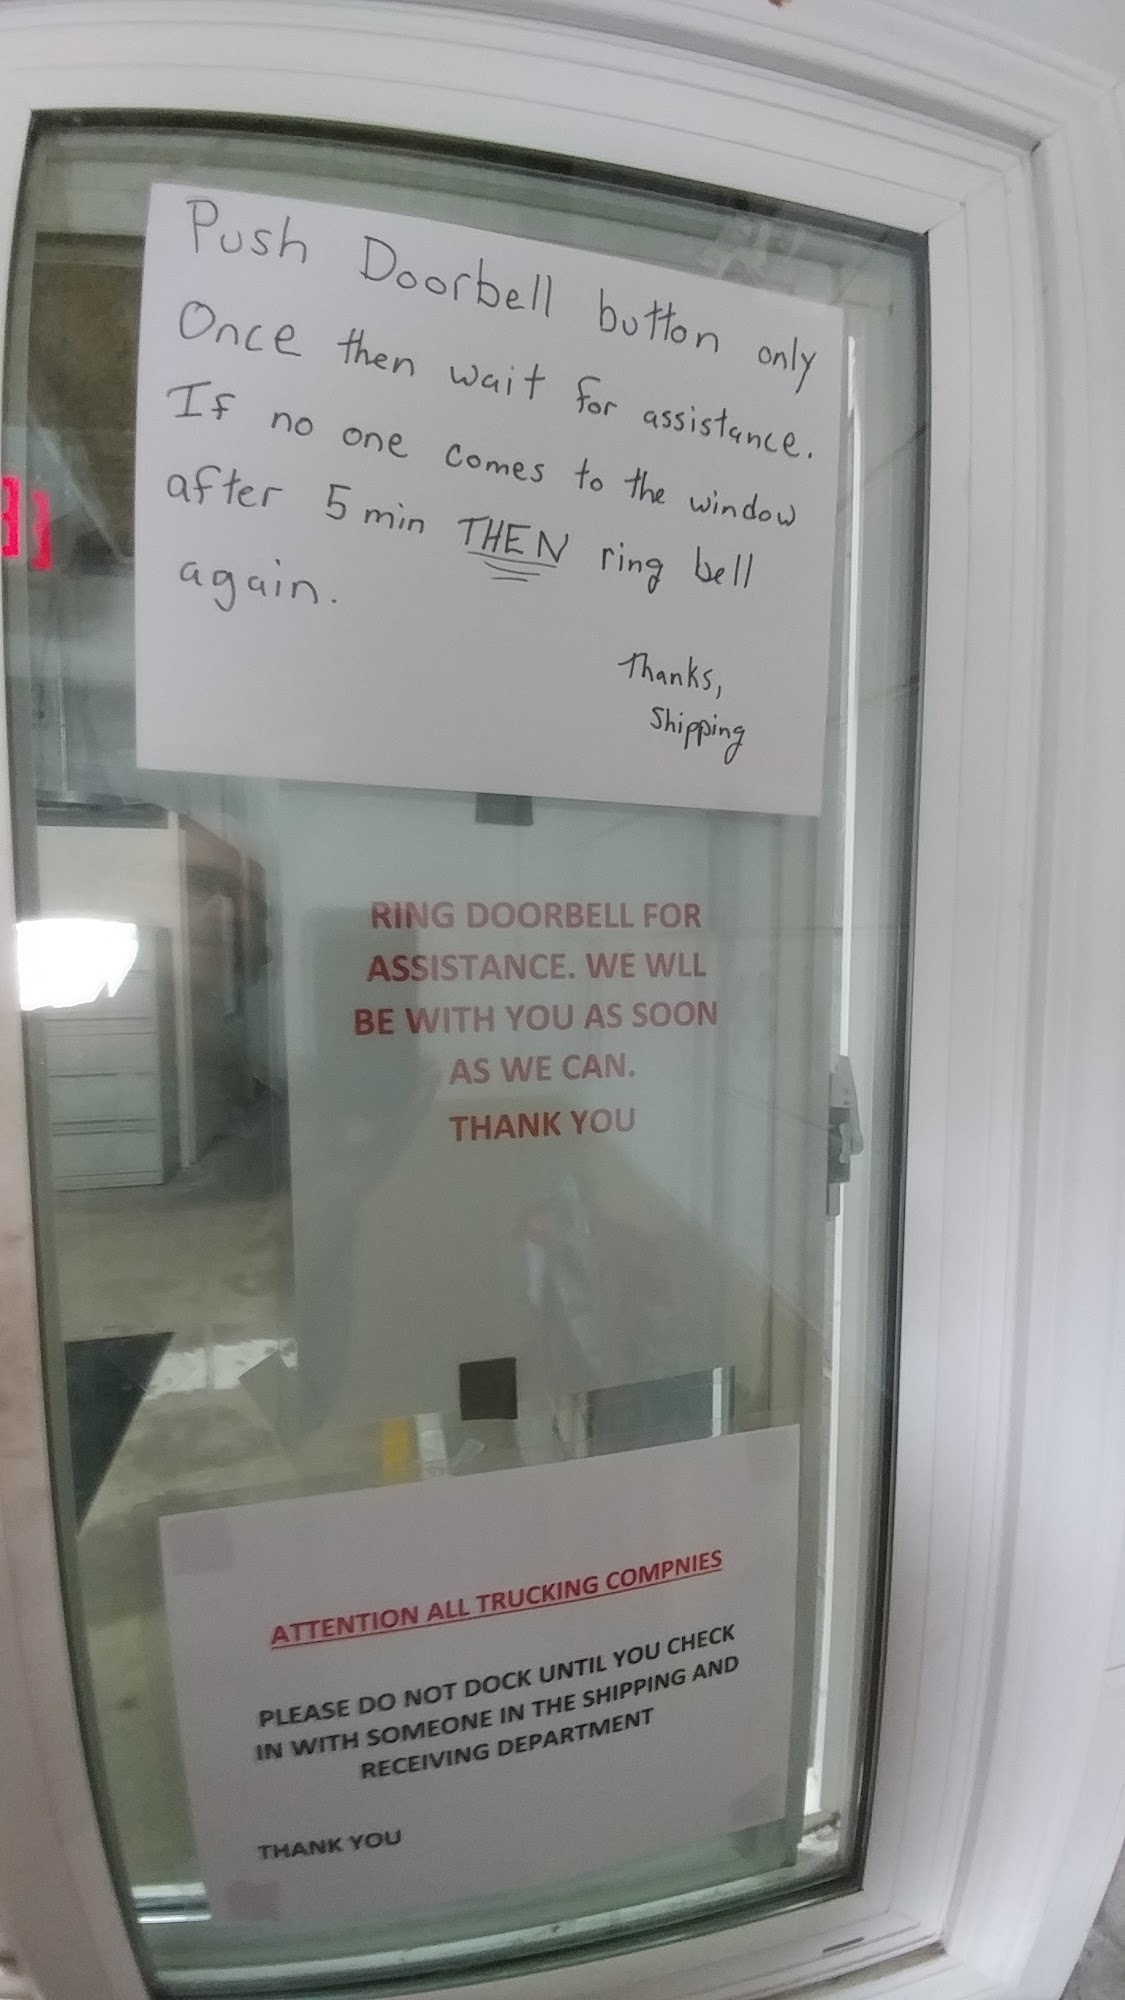 Push Doorbell button only
Once then wait for assistance.
If no one comes to the window
after 5 min THEN ring bell
again.
Thanks,
Shipping
RING DOORBELL FOR
ASSISTANCE. WE WLL
BE WITH YOU AS SOON
AS WE CAN.
THANK YOU
ATTENTION ALL TRUCKING COMPNIES
PLEASE DO NOT DOCK UNTIL YOU CHECK
IN WITH SOMEONE IN THE SHIPPING AND
RECEIVING DEPARTMENT
THANK YOU